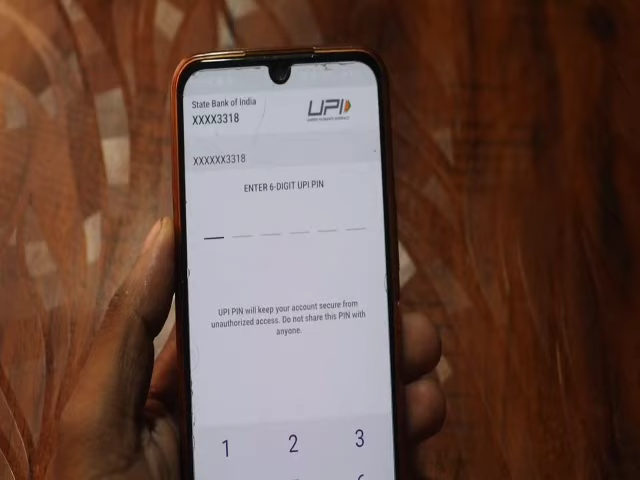 State Bank of India
XXXX3318
UPI
XXXXXX3318
ENTER 6-DIGIT UPI PIN
UPI PIN will keep your account secure from
unauthorized access. Do not share this PIN with
anyone.
1 2 3